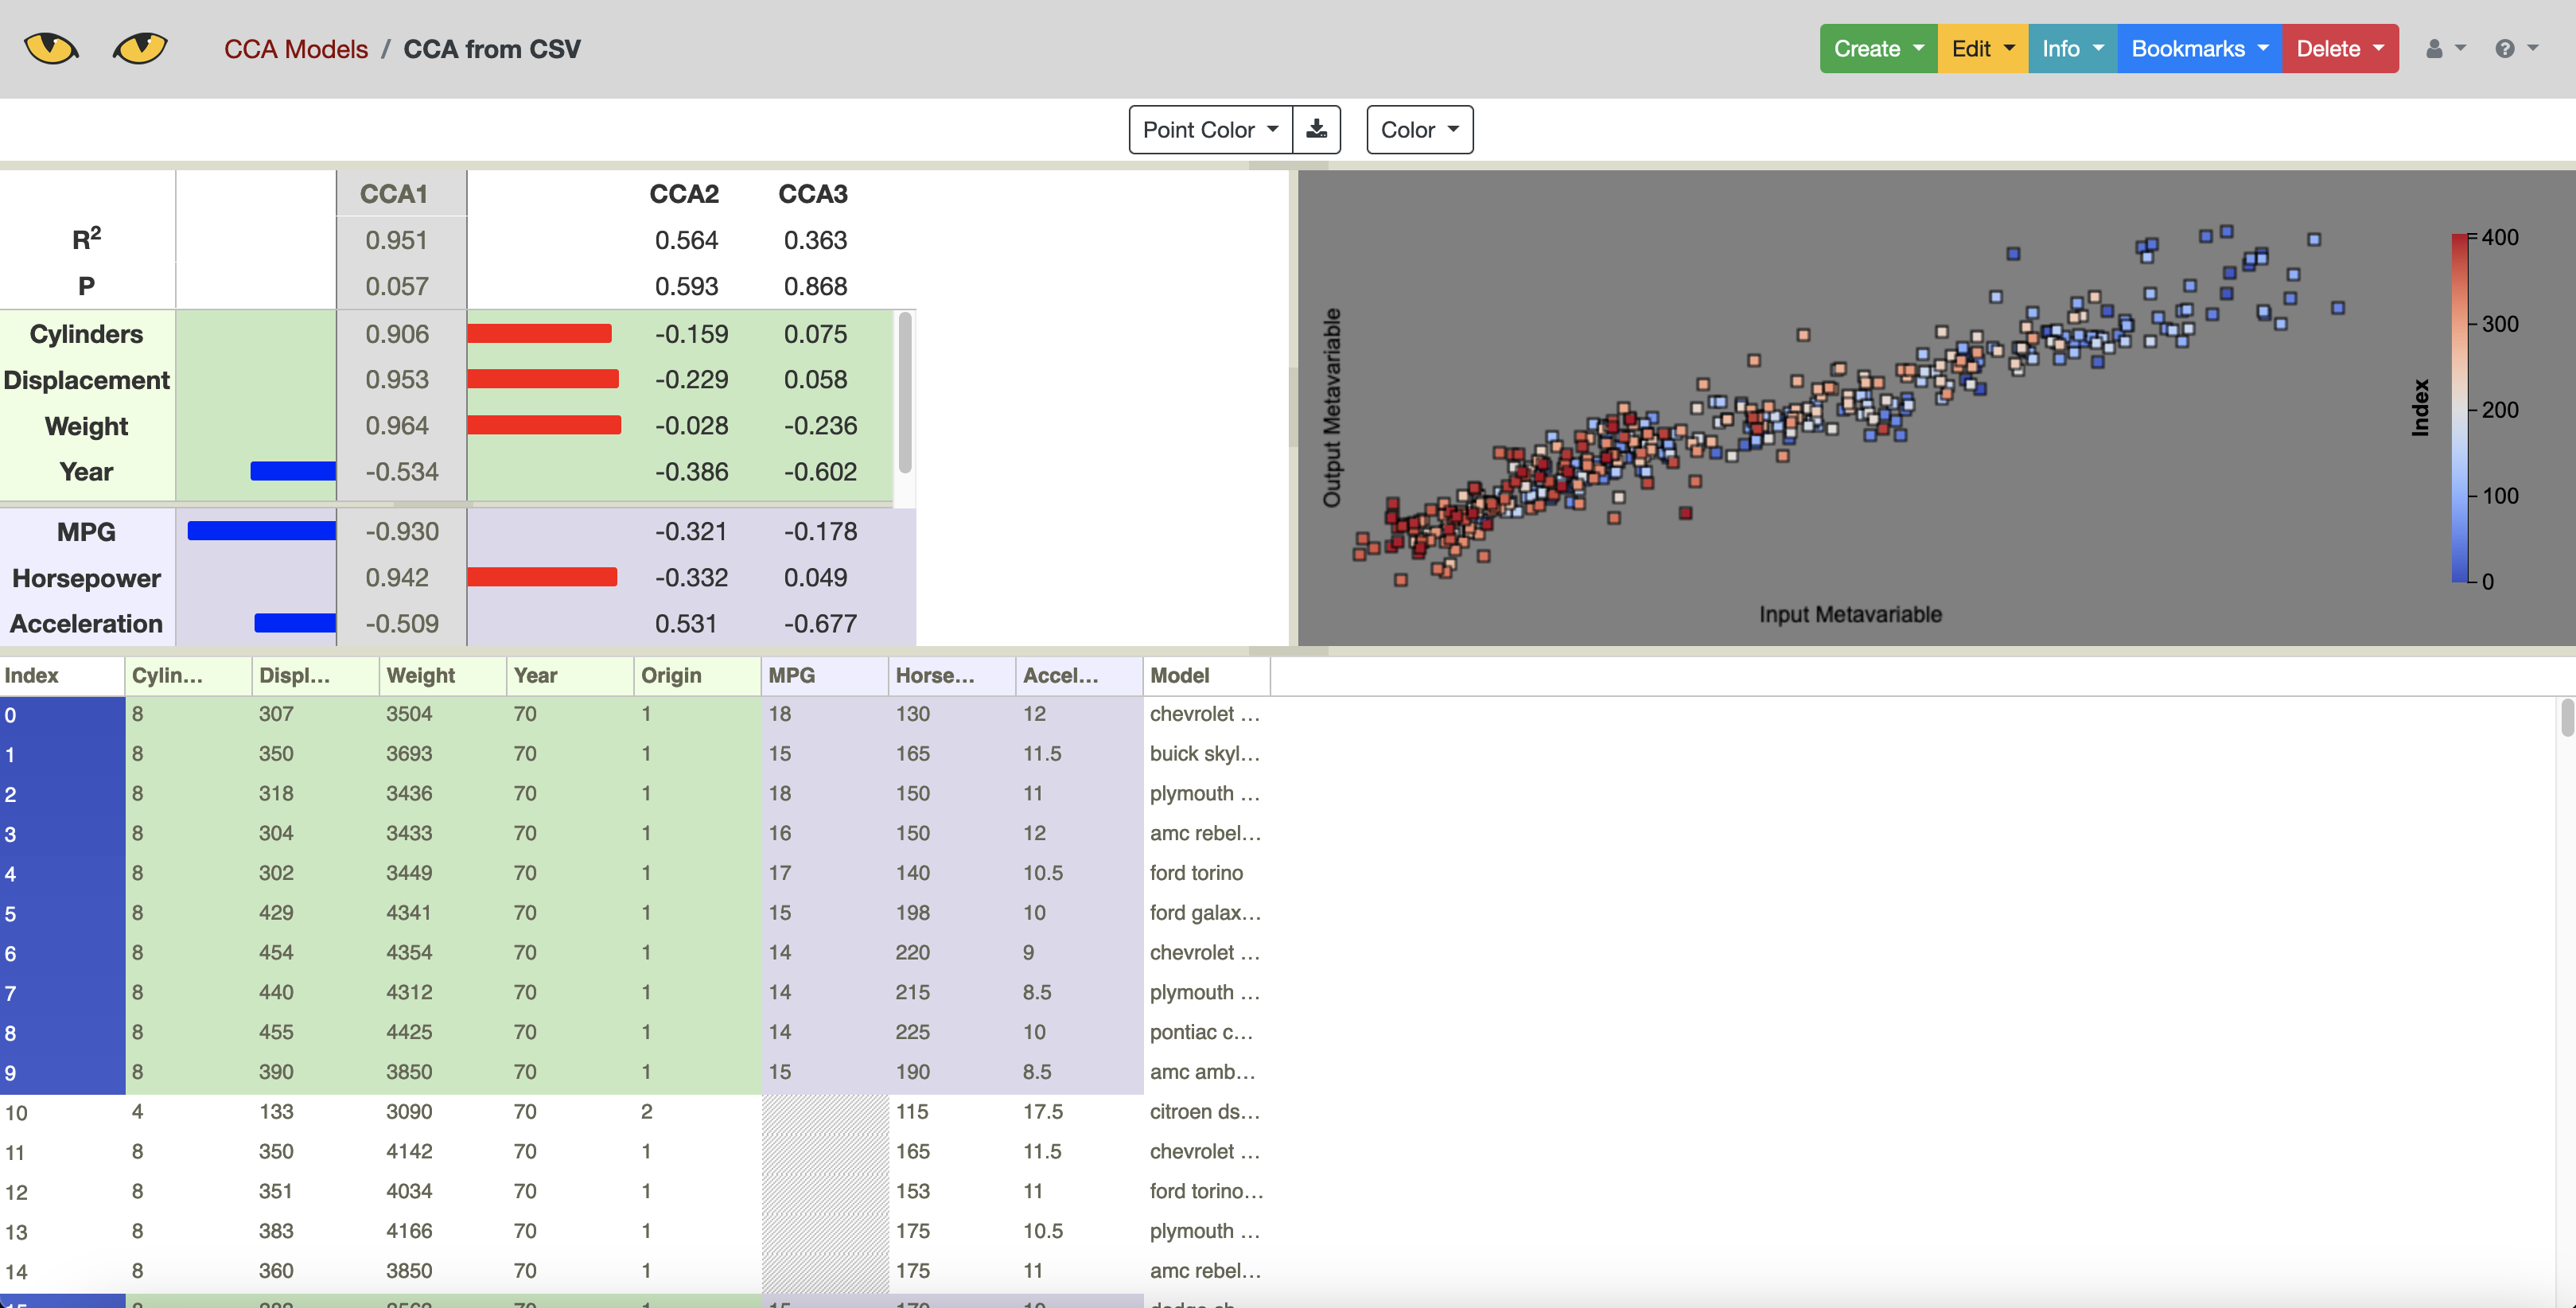 CCA Models / CCA from CSV
Create Edit Info Bookmarks Delete
Point Color Color
CCA1 CCA2 CCA3
R² 0.951 0.564 0.363
P 0.057 0.593 0.868
Cylinders 0.906 -0.159 0.075
Displacement 0.953 -0.229 0.058
Weight 0.964 -0.028 -0.236
Year -0.534 -0.386 -0.602
MPG -0.930 -0.321 -0.178
Horsepower 0.942 -0.332 0.049
Acceleration -0.509 0.531 -0.677
Output Metavariable
Input Metavariable
Index
400
300
200
100
0
Index Cylin... Displ... Weight Year Origin MPG Horse... Accel... Model
0 8 307 3504 70 1 18 130 12 chevrolet ...
1 8 350 3693 70 1 15 165 11.5 buick skyl...
2 8 318 3436 70 1 18 150 11 plymouth ...
3 8 304 3433 70 1 16 150 12 amc rebel...
4 8 302 3449 70 1 17 140 10.5 ford torino
5 8 429 4341 70 1 15 198 10 ford galax...
6 8 454 4354 70 1 14 220 9 chevrolet ...
7 8 440 4312 70 1 14 215 8.5 plymouth ...
8 8 455 4425 70 1 14 225 10 pontiac c...
9 8 390 3850 70 1 15 190 8.5 amc amb...
10 4 133 3090 70 2 115 17.5 citroen ds...
11 8 350 4142 70 1 165 11.5 chevrolet ...
12 8 351 4034 70 1 153 11 ford torino...
13 8 383 4166 70 1 175 10.5 plymouth ...
14 8 360 3850 70 1 175 11 amc rebel...